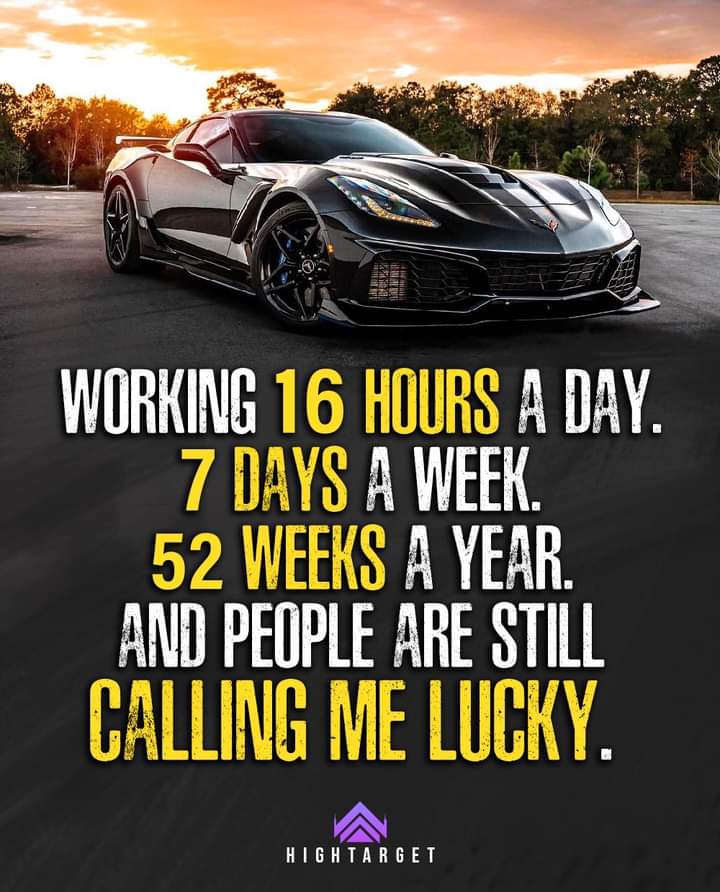 WORKING 16 HOURS A DAY.
7 DAYS A WEEK.
52 WEEKS A YEAR.
AND PEOPLE ARE STILL
CALLING ME LUCKY.
HIGHTARGET